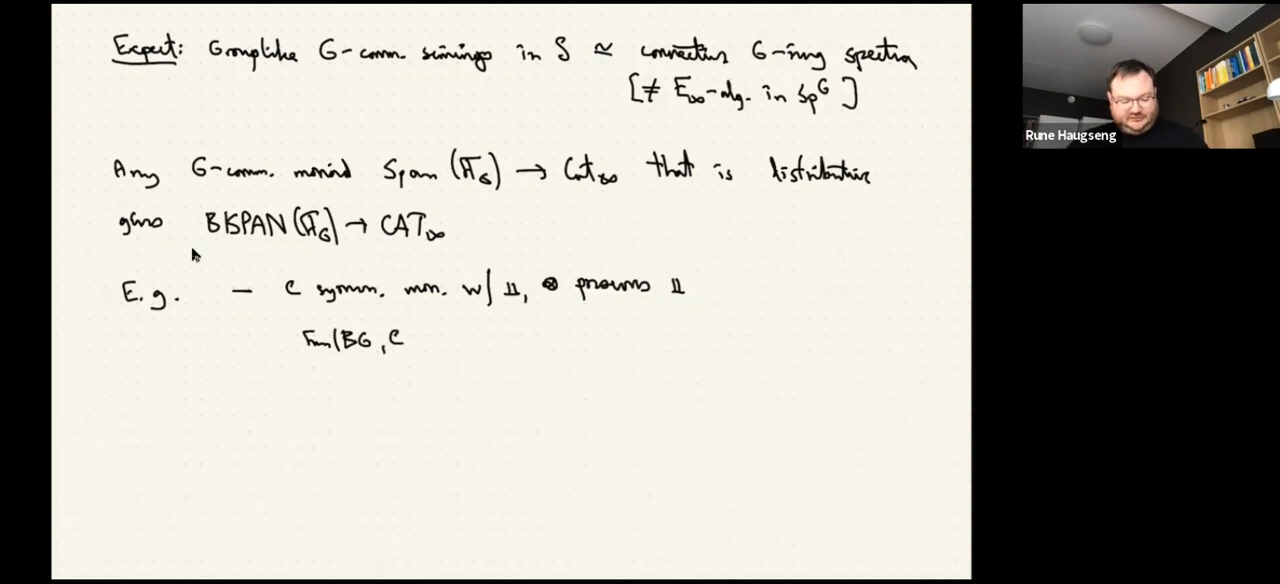 Expect: Grouplike G-comm. semirings in S ≃ connective G-ring spectra
[≠ E∞-alg. in Sp^G]
Any G-comm. monoid Span(𝔽_G) → Cat∞ that is distributive
gives BISPAN(𝔽_G) → CAT∞
E.g. — C symm. mon. w/ ⨿, ⊗ preserves ⨿
Fun(BG, C
Rune Haugseng